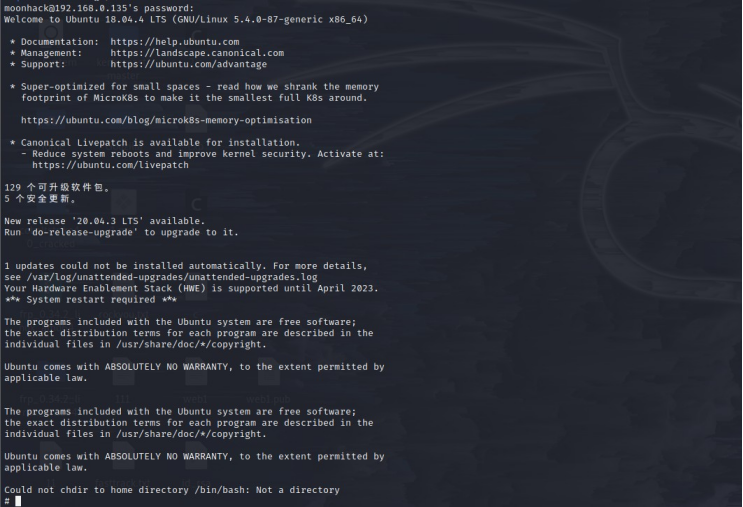 moonhack@192.168.0.135's password:
Welcome to Ubuntu 18.04.4 LTS (GNU/Linux 5.4.0-87-generic x86_64)
* Documentation:  https://help.ubuntu.com
* Management:     https://landscape.canonical.com
* Support:        https://ubuntu.com/advantage
* Super-optimized for small spaces - read how we shrank the memory
footprint of MicroK8s to make it the smallest full K8s around.
https://ubuntu.com/blog/microk8s-memory-optimisation
* Canonical Livepatch is available for installation.
- Reduce system reboots and improve kernel security. Activate at:
https://ubuntu.com/livepatch
129 个可升级软件包。
5 个安全更新。
New release '20.04.3 LTS' available.
Run 'do-release-upgrade' to upgrade to it.
1 updates could not be installed automatically. For more details,
see /var/log/unattended-upgrades/unattended-upgrades.log
Your Hardware Enablement Stack (HWE) is supported until April 2023.
*** System restart required ***
The programs included with the Ubuntu system are free software;
the exact distribution terms for each program are described in the
individual files in /usr/share/doc/*/copyright.
Ubuntu comes with ABSOLUTELY NO WARRANTY, to the extent permitted by
applicable law.
The programs included with the Ubuntu system are free software;
the exact distribution terms for each program are described in the
individual files in /usr/share/doc/*/copyright.
Ubuntu comes with ABSOLUTELY NO WARRANTY, to the extent permitted by
applicable law.
Could not chdir to home directory /bin/bash: Not a directory
#